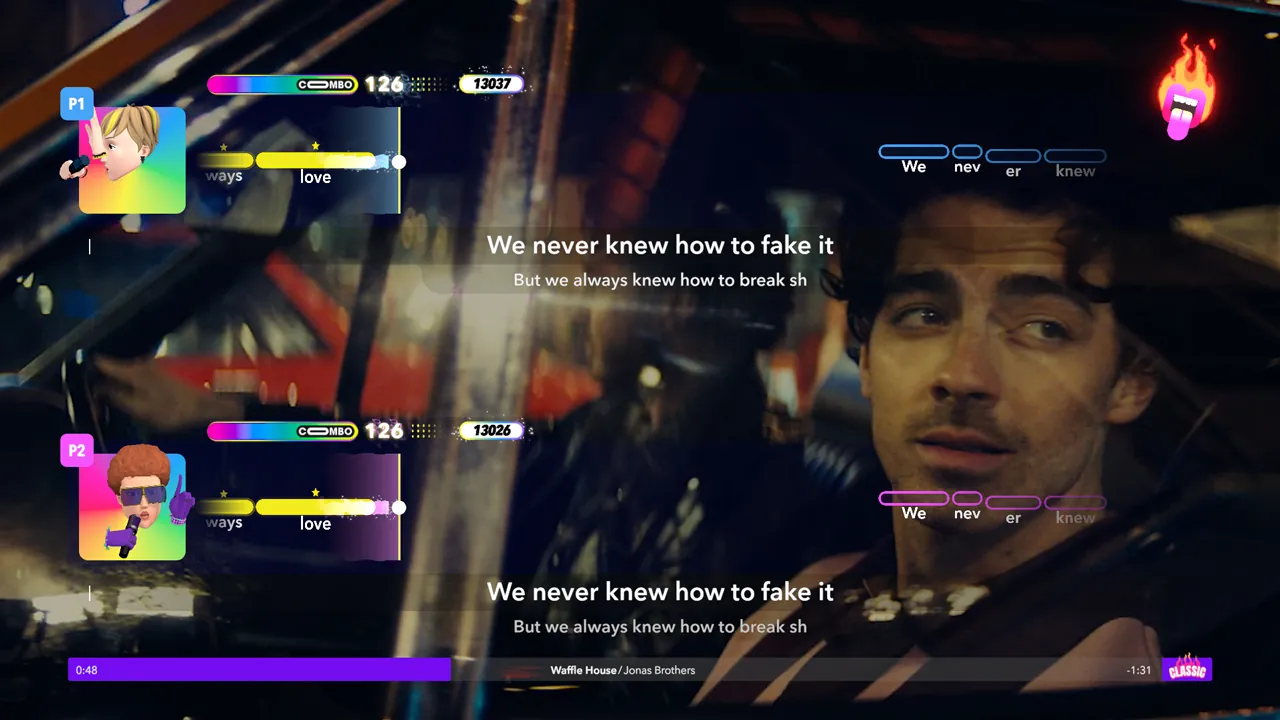 COMBO 126 13037
P1
We nev er knew
ways love
We never knew how to fake it
But we always knew how to break sh
COMBO 126 13026
P2
We nev er knew
ways love
We never knew how to fake it
But we always knew how to break sh
0:48 Waffle House/Jonas Brothers -1:31 CLASSIC